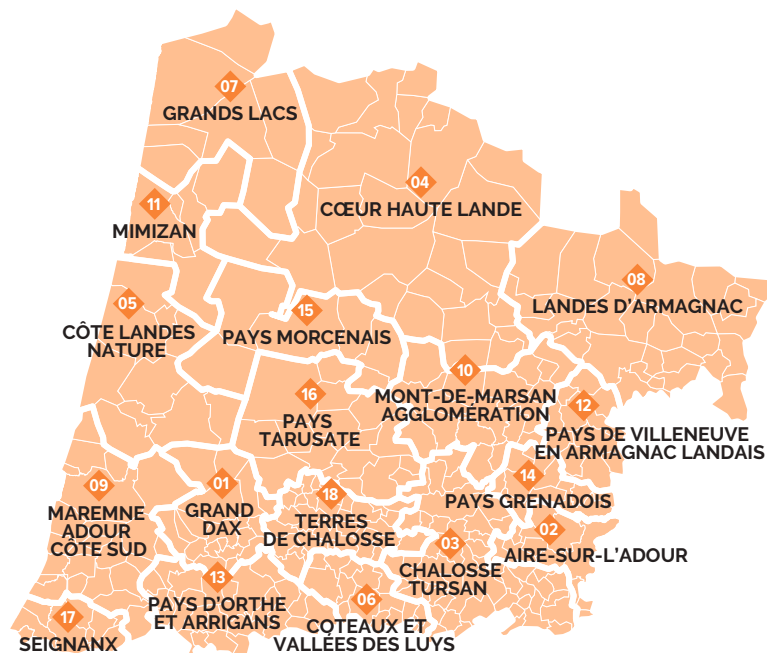 07
GRANDS LACS
04
CŒUR HAUTE LANDE
11
MIMIZAN
08
LANDES D'ARMAGNAC
05
CÔTE LANDES
NATURE
15
PAYS MORCENAIS
10
MONT-DE-MARSAN
AGGLOMÉRATION
16
PAYS
TARUSATE
12
PAYS DE VILLENEUVE
EN ARMAGNAC LANDAIS
09
MAREMNE
ADOUR
CÔTE SUD
01
GRAND
DAX
18
TERRES
DE CHALOSSE
14
PAYS GRENADOIS
02
AIRE-SUR-L'ADOUR
03
CHALOSSE
TURSAN
13
PAYS D'ORTHE
ET ARRIGANS
06
COTEAUX ET
VALLÉES DES LUYS
17
SEIGNANX